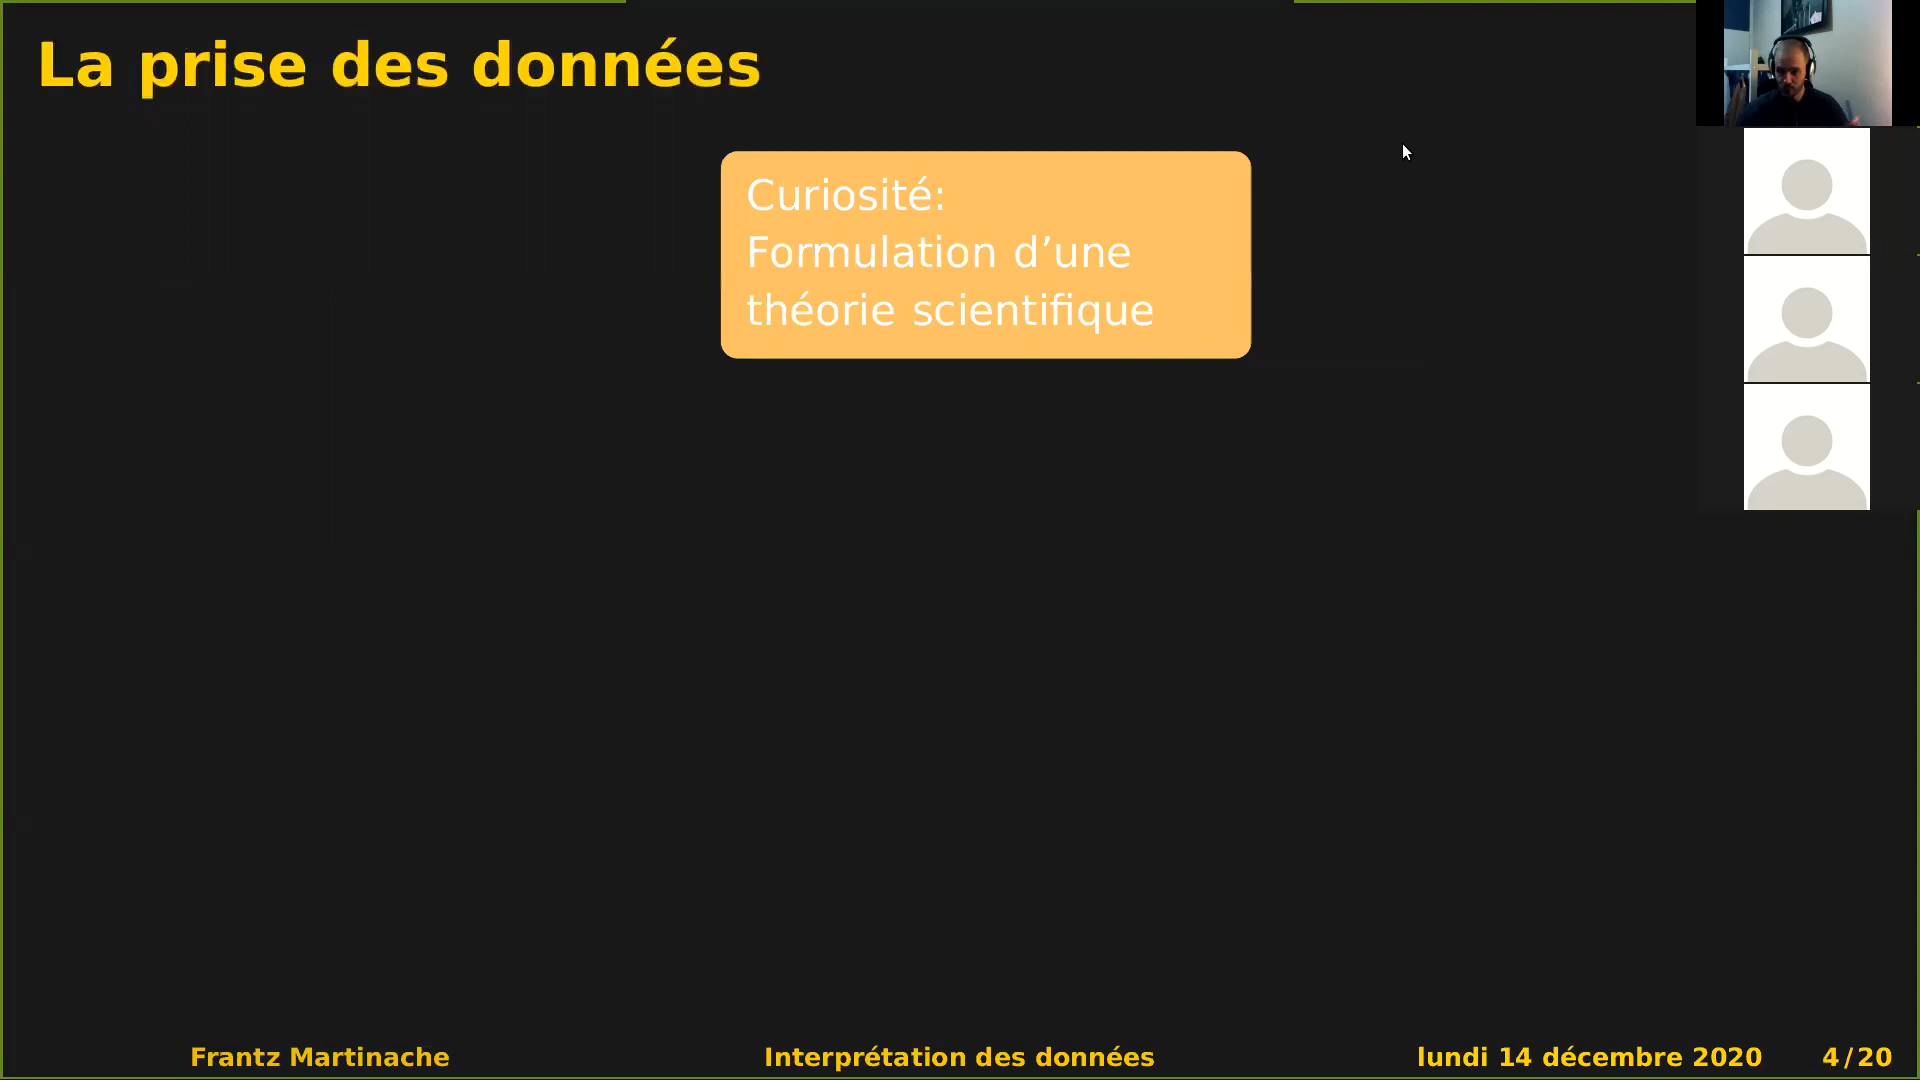 La prise des données
Curiosité:
Formulation d’une
théorie scientifique
Frantz Martinache
Interprétation des données
lundi 14 décembre 2020
4/20